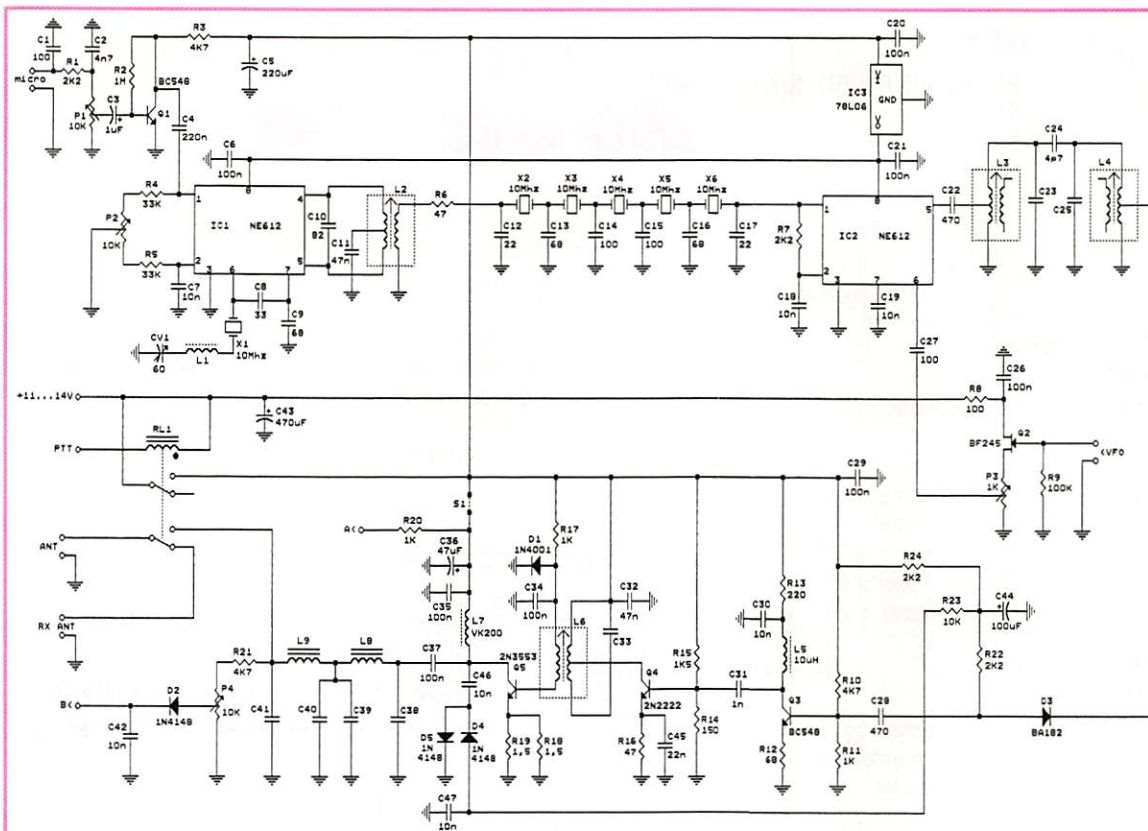 C1
100
C2
4n7
R1
2K2
micro
P1
10K
C3
1uF
R2
1M
R3
4K7
BC548
Q1
C4
220n
C5
220uF
C20
100n
IC3
78L06
V
I
GND
V
O
C21
100n
C6
100n
R4
33K
P2
10K
R5
33K
C7
10n
1
8
4
IC1
NE612
2
3
6
7
5
C10
82
C11
47n
L2
C8
33
C9
68
X1
10Mhz
CV1
60
L1
R6
47
X2
10Mhz
X3
10Mhz
X4
10Mhz
X5
10Mhz
X6
10Mhz
C12
22
C13
68
C14
100
C15
100
C16
68
C17
22
R7
2K2
C18
10n
1
8
5
IC2
NE612
2
3
7
6
C19
10n
C22
470
L3
C24
4p7
C23
C25
L4
C27
100
C26
100n
R8
100
Q2
BF245
P3
1K
R9
100K
<VFO
+11...14V
C43
470uF
RL1
PTT
ANT
RX ANT
C29
100n
S1
A<
R20
1K
C36
47uF
C35
100n
L7
VK200
R17
1K
D1
1N4001
C34
100n
L6
C32
47n
C33
R15
1K5
R13
220
C30
10n
L5
10uH
R24
2K2
R23
10K
C44
100uF
R22
2K2
R10
4K7
C31
1n
Q3
BC548
C28
470
D3
BA182
R12
68
R11
1K
R14
150
Q4
2N2222
R16
47
C45
22n
2N3553
Q5
R19
1,5
R18
1,5
C37
100n
C46
10n
D5
1N
4148
D4
1N
4148
C47
10n
L9
L8
R21
4K7
B<
D2
1N4148
P4
10K
C42
10n
C41
C40
C39
C38